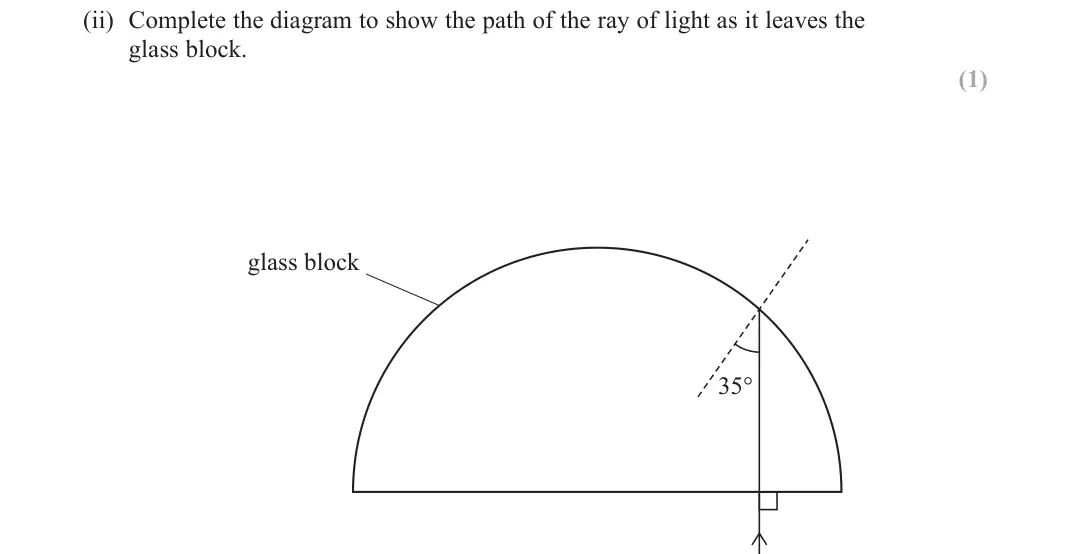 (ii) Complete the diagram to show the path of the ray of light as it leaves the
glass block.
(1)
glass block
35°